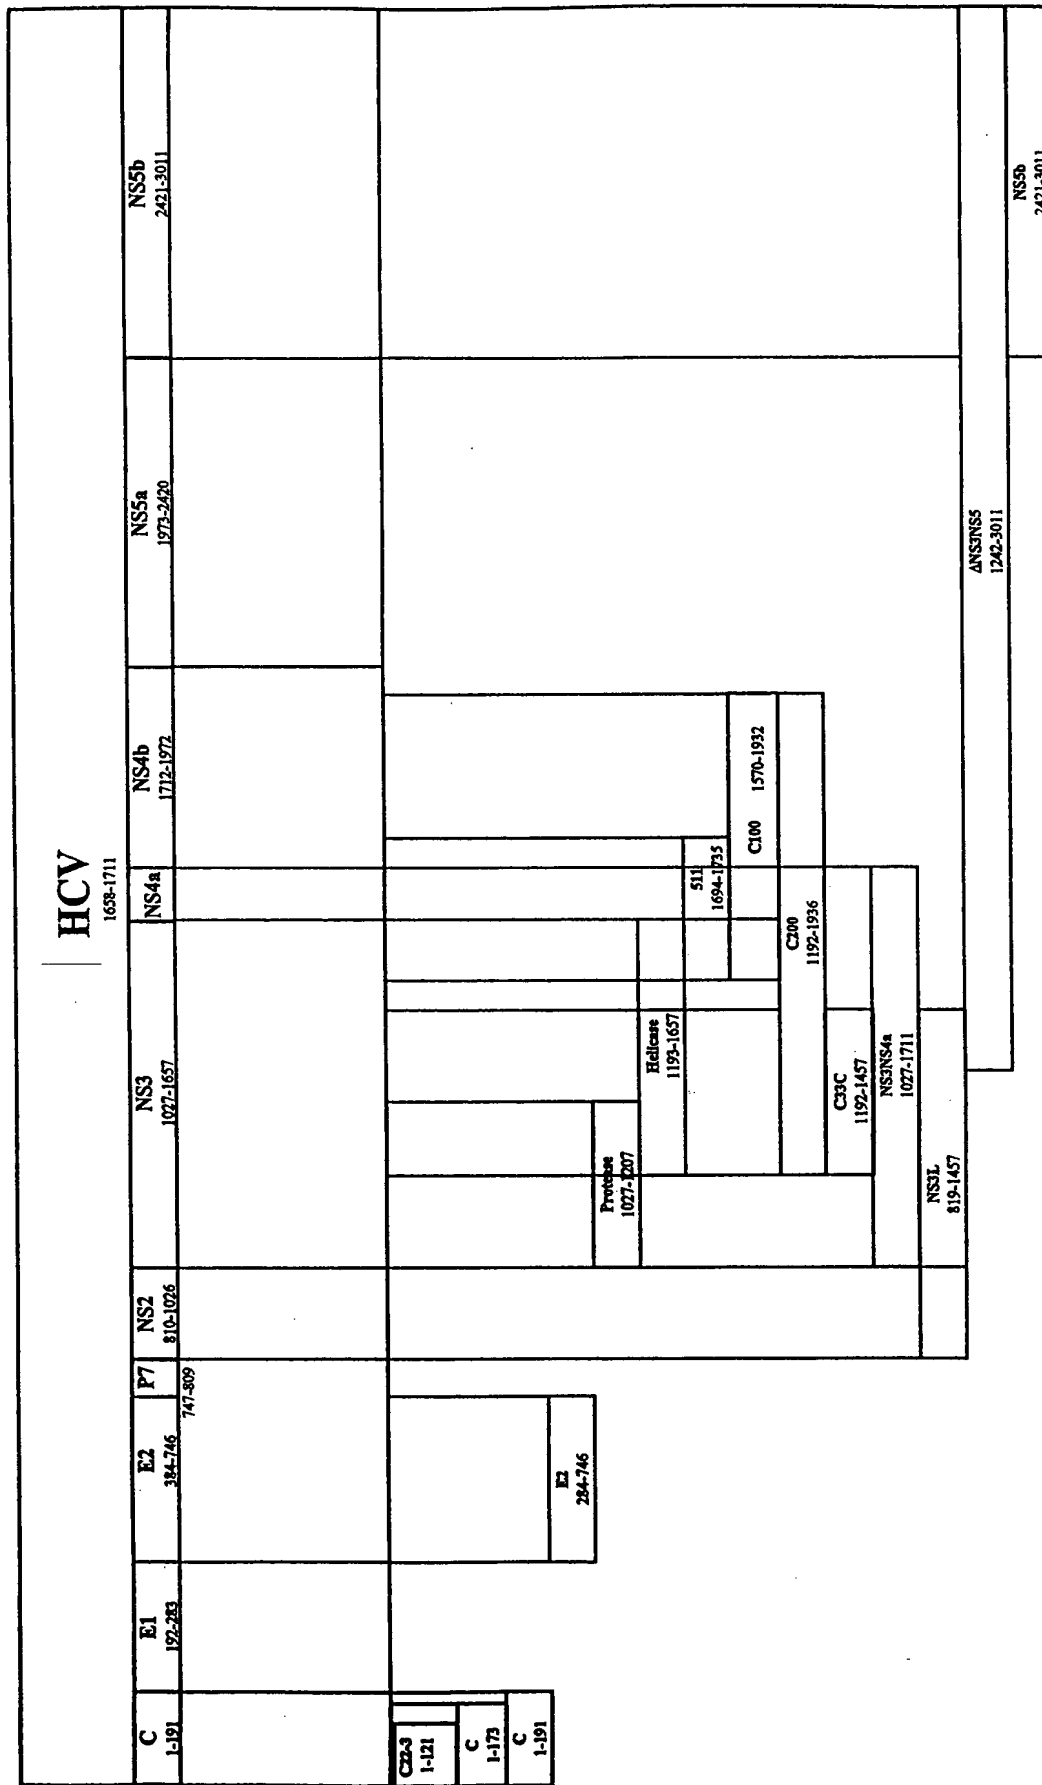 HCV
1658-1711
C
1-191
E1
192-283
E2
384-746
P7
747-809
NS2
810-1026
NS3
1027-1657
NS4a
NS4b
1712-1972
NS5a
1973-2420
NS5b
2421-3011
C22-3
1-121
C
1-173
C
1-191
E2
284-746
Protease
1027-1207
Helicase
1193-1657
511
1694-1735
C100 1570-1932
C200
1192-1936
C33C
1192-1457
NS3NS4a
1027-1711
NS3L
819-1457
ΔNS3NS5
1242-3011
NS5b
2421-3011